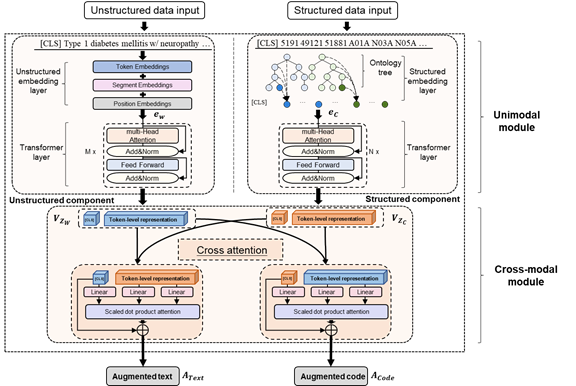 Unstructured data input
Structured data input
[CLS] Type 1 diabetes mellitis w/ neuropathy ...
[CLS] 5191 49121 51881 A01A N03A N05A ...
Unstructured
embedding
layer
Token Embeddings
Segment Embeddings
Position Embeddings
e_W
Ontology
tree
Structured
embedding
layer
[CLS]
e_C
Transformer
layer
M x
multi-Head
Attention
Add&Norm
Feed Forward
Add&Norm
multi-Head
Attention
Add&Norm
Feed Forward
Add&Norm
N x
Transformer
layer
Unimodal
module
Unstructured component
Structured component
V_{Z_W}
[CLS]
Token-level representation
[CLS]
Token-level representation
V_{Z_C}
Cross attention
Cross-modal
module
[CLS]
Token-level representation
Linear
Linear
Linear
Scaled dot product attention
[CLS]
Token-level representation
Linear
Linear
Linear
Scaled dot product attention
Augmented text
A_{Text}
Augmented code
A_{Code}